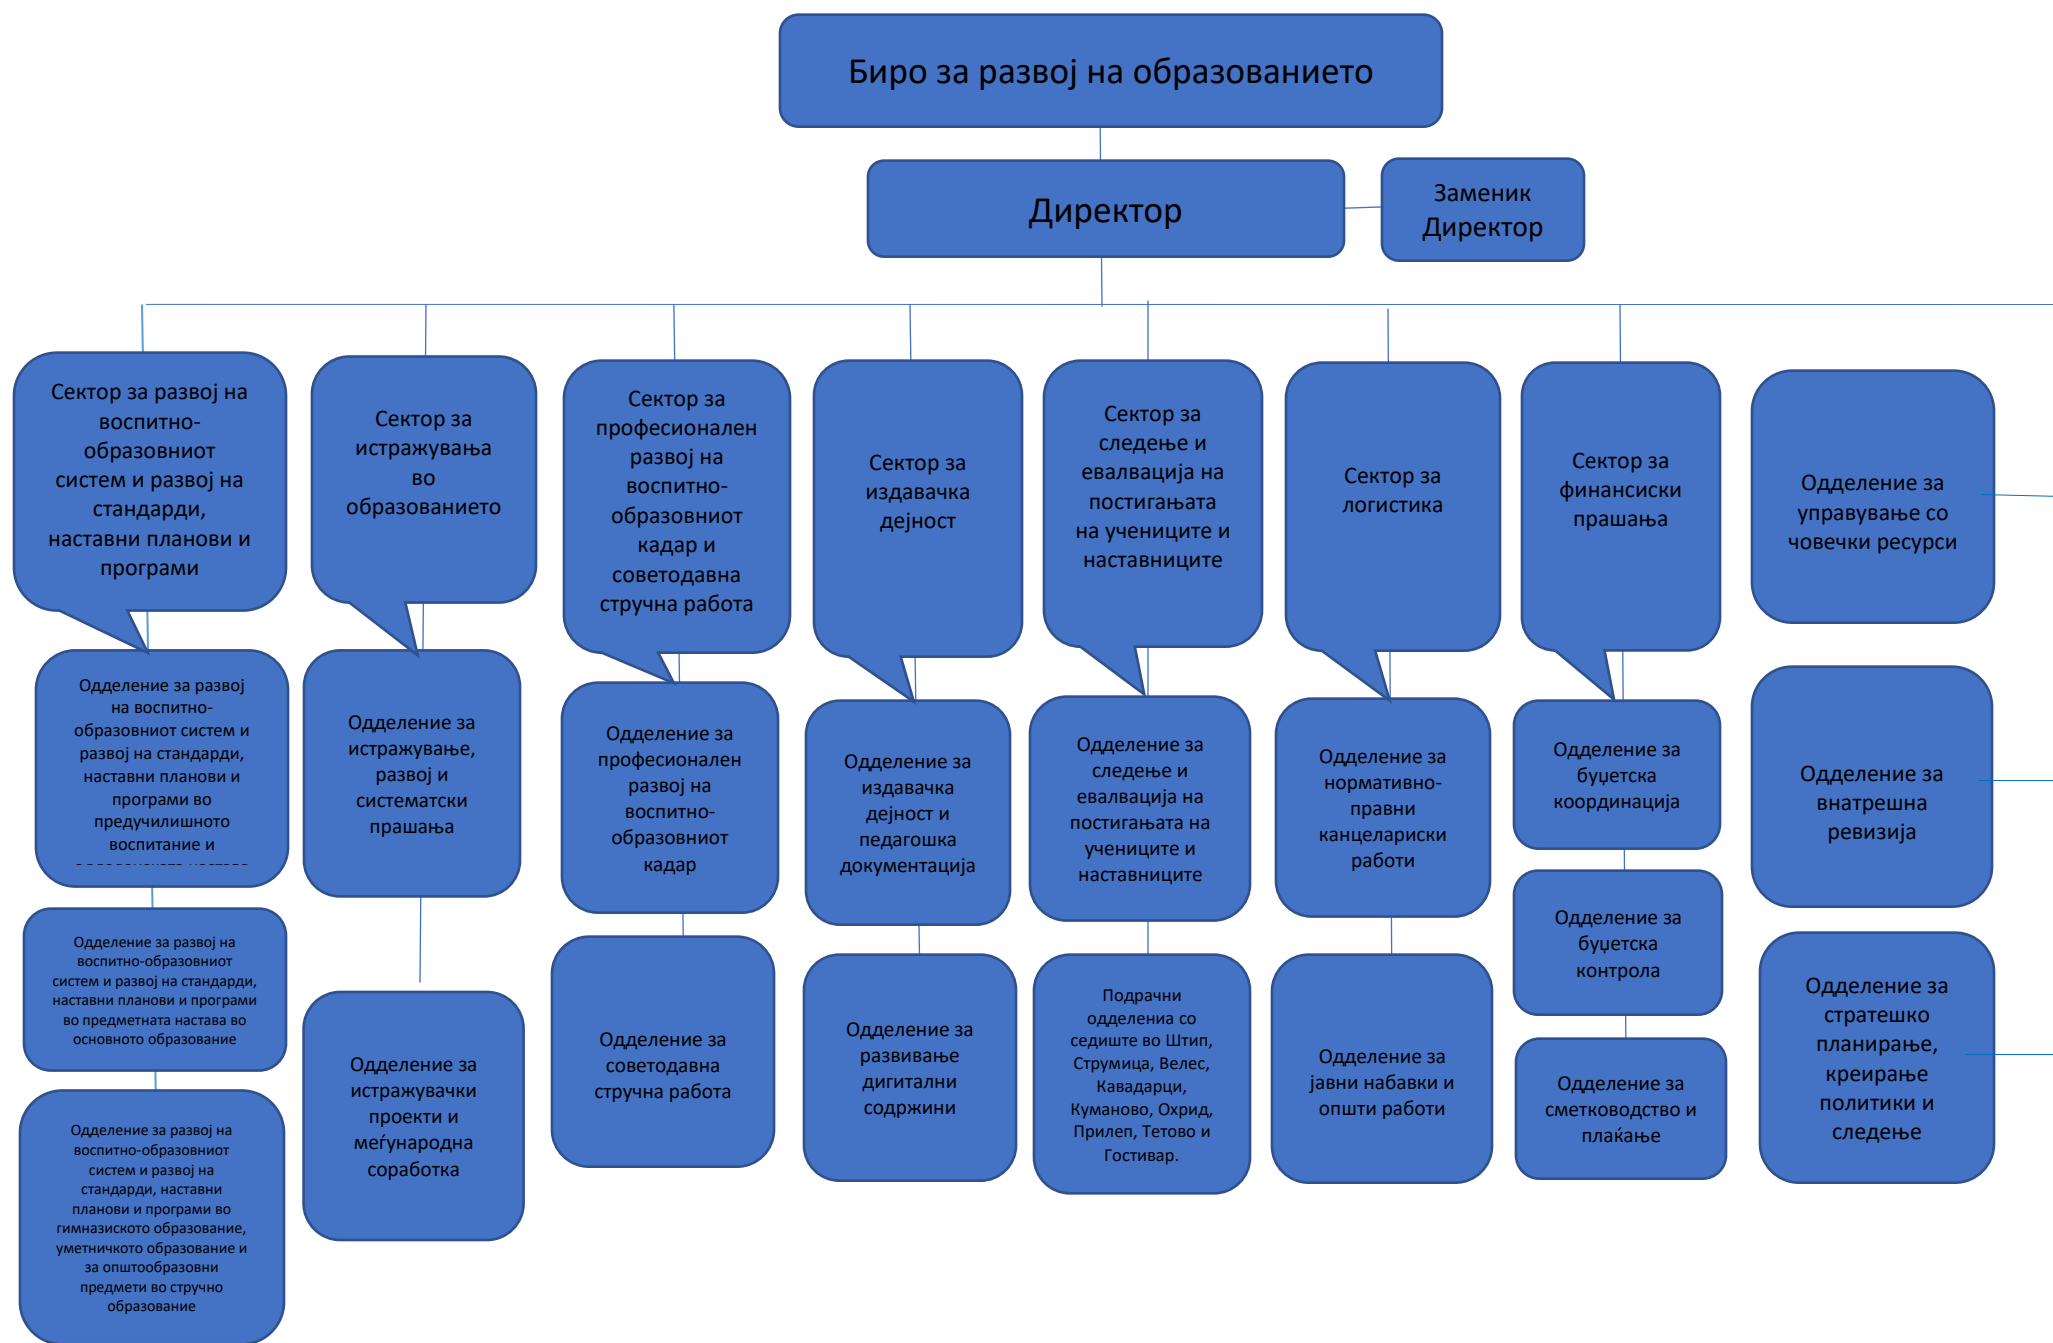 Биро за развој на образованието
Директор
Заменик
Директор
Сектор за развој на
воспитно-
образовниот
систем и развој на
стандарди,
наставни планови и
програми
Сектор за
истражувања
во
образованието
Сектор за
професионален
развој на
воспитно-
образовниот
кадар и
советодавна
стручна работа
Сектор за
издавачка
дејност
Сектор за
следење и
евалвација на
постигањата
на учениците и
наставниците
Сектор за
логистика
Сектор за
финансиски
прашања
Одделение за
управување со
човечки ресурси
Одделение за развој
на воспитно-
образовниот систем и
развој на стандарди,
наставни планови и
програми во
предучилишното
воспитание и
Одделение за
истражување,
развој и
систематски
прашања
Одделение за
професионален
развој на
воспитно-
образовниот
кадар
Одделение за
издавачка
дејност и
педагошка
документација
Одделение за
следење и
евалвација на
постигањата на
учениците и
наставниците
Одделение за
нормативно-
правни
канцелариски
работи
Одделение за
буџетска
координација
Одделение за
внатрешна
ревизија
Одделение за развој на
воспитно-образовниот
систем и развој на стандарди,
наставни планови и програми
во предметната настава во
основното образование
Одделение за
истражувачки
проекти и
меѓународна
соработка
Одделение за
советодавна
стручна работа
Одделение за
развивање
дигитални
содржини
Подрачни
одделениа со
седиште во Штип,
Струмица, Велес,
Кавадарци,
Куманово, Охрид,
Прилеп, Тетово и
Гостивар.
Одделение за
јавни набавки и
општи работи
Одделение за
буџетска
контрола
Одделение за
сметководство и
плаќање
Одделение за
стратешко
планирање,
креирање
политики и
следење
Одделение за развој на
воспитно-образовниот
систем и развој на
стандарди, наставни
планови и програми во
гимназиското образование,
уметничкото образование и
за општообразовни
предмети во стручно
образование